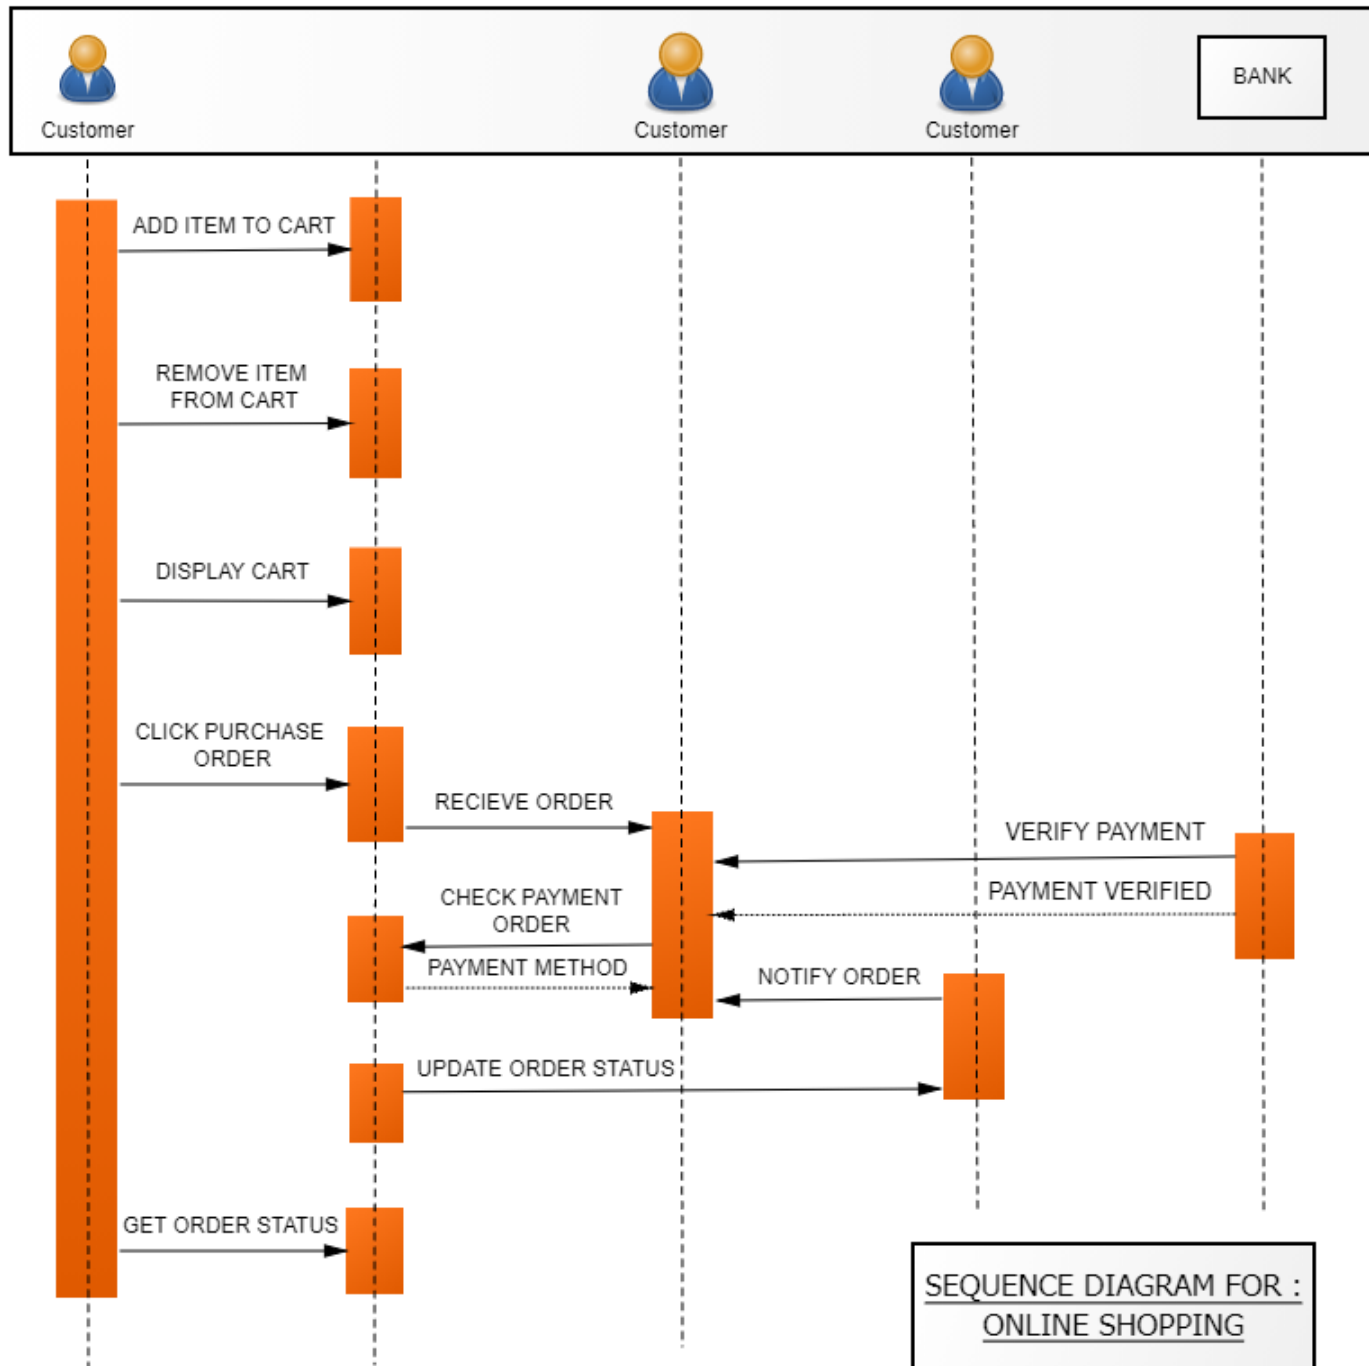 BANK
Customer
Customer
Customer
ADD ITEM TO CART
REMOVE ITEM
FROM CART
DISPLAY CART
CLICK PURCHASE
ORDER
RECIEVE ORDER
VERIFY PAYMENT
PAYMENT VERIFIED
CHECK PAYMENT
ORDER
PAYMENT METHOD
NOTIFY ORDER
UPDATE ORDER STATUS
GET ORDER STATUS
SEQUENCE DIAGRAM FOR :
ONLINE SHOPPING